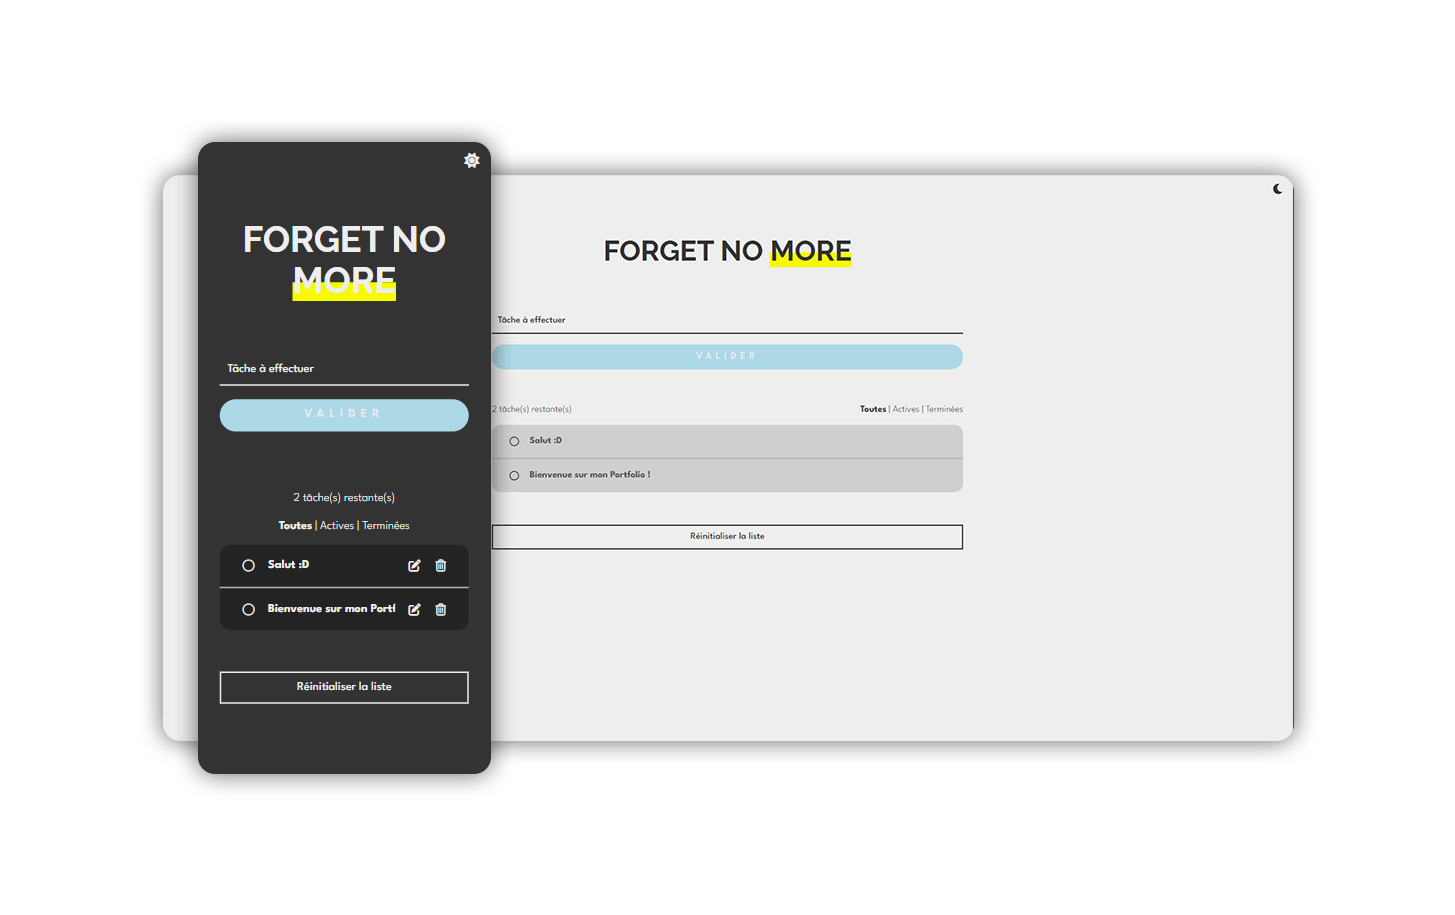 FORGET NO
MORE
Tâche à effectuer
VALIDER
2 tâche(s) restante(s)
Toutes | Actives | Terminées
Salut :D
Bienvenue sur mon Portf
Réinitialiser la liste
FORGET NO MORE
Tâche à effectuer
VALIDER
2 tâche(s) restante(s)
Toutes | Actives | Terminées
Salut :D
Bienvenue sur mon Portfolio !
Réinitialiser la liste